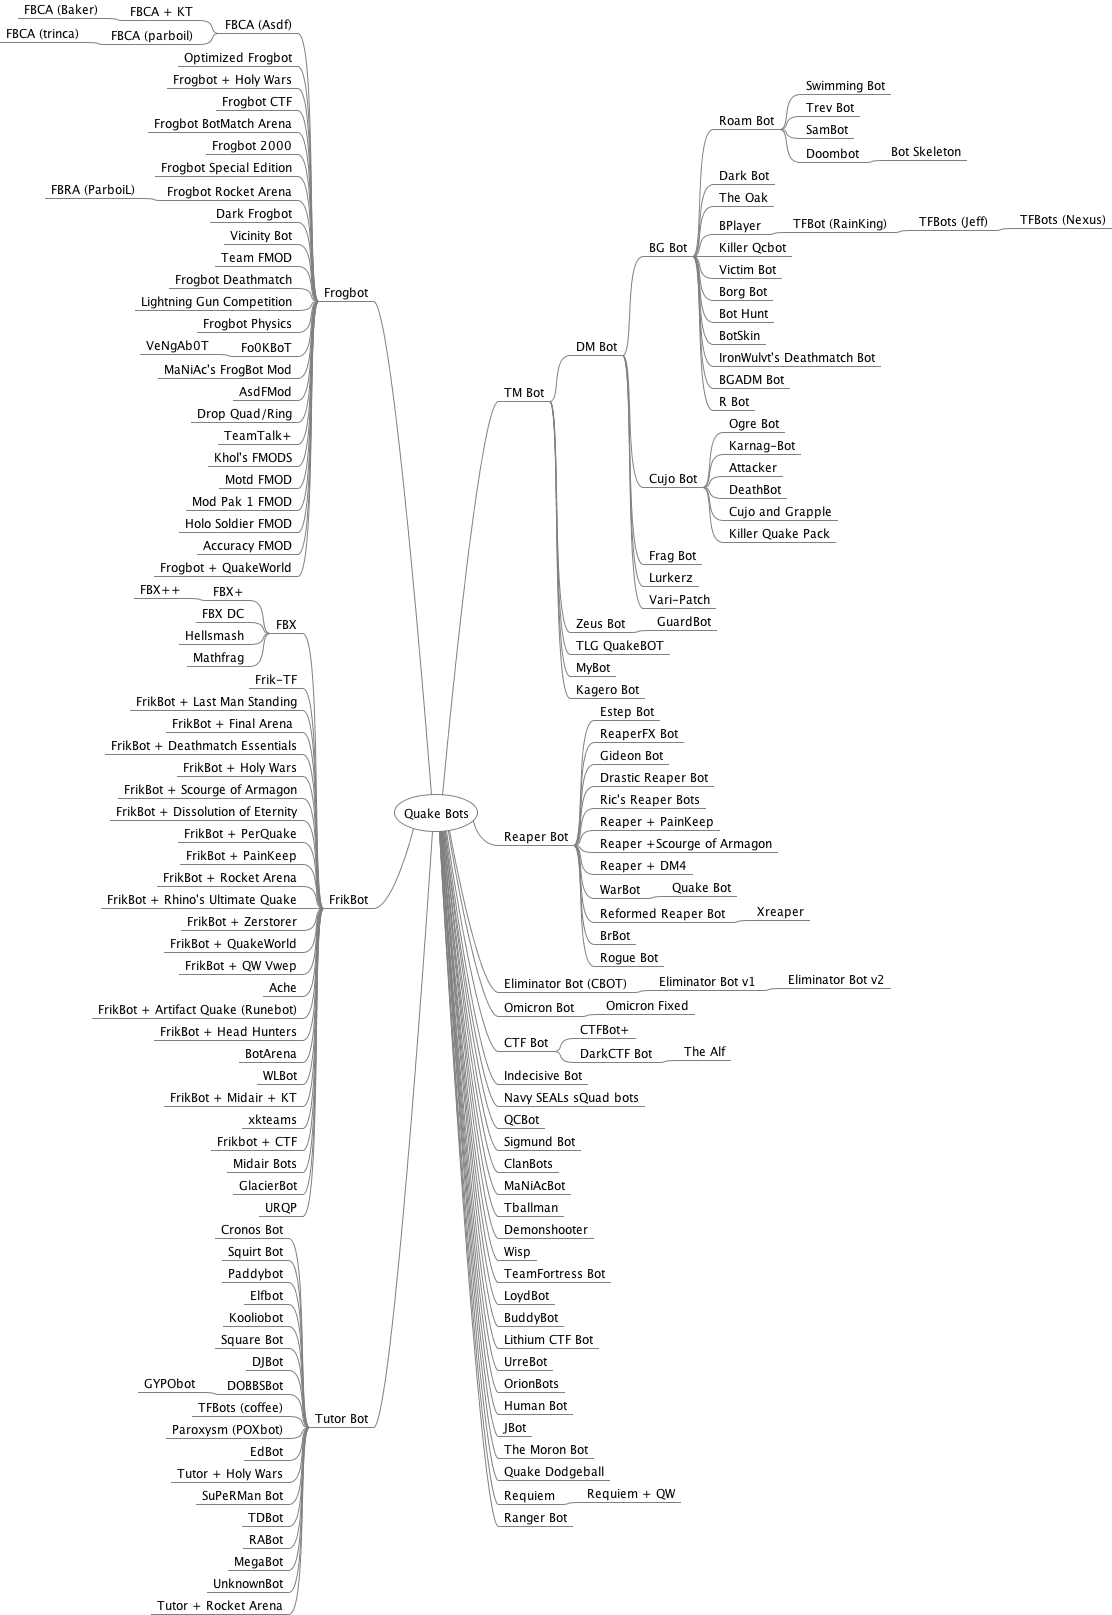 Quake Bots
Frogbot
FBCA (Asdf)
FBCA + KT
FBCA (Baker)
FBCA (parboil)
FBCA (trinca)
Optimized Frogbot
Frogbot + Holy Wars
Frogbot CTF
Frogbot BotMatch Arena
Frogbot 2000
Frogbot Special Edition
Frogbot Rocket Arena
FBRA (ParboiL)
Dark Frogbot
Vicinity Bot
Team FMOD
Frogbot Deathmatch
Lightning Gun Competition
Frogbot Physics
Fo0KBoT
VeNgAb0T
MaNiAc's FrogBot Mod
AsdFMod
Drop Quad/Ring
TeamTalk+
Khol's FMODS
Motd FMOD
Mod Pak 1 FMOD
Holo Soldier FMOD
Accuracy FMOD
Frogbot + QuakeWorld
FrikBot
FBX
FBX+
FBX++
FBX DC
Hellsmash
Mathfrag
Frik-TF
FrikBot + Last Man Standing
FrikBot + Final Arena
FrikBot + Deathmatch Essentials
FrikBot + Holy Wars
FrikBot + Scourge of Armagon
FrikBot + Dissolution of Eternity
FrikBot + PerQuake
FrikBot + PainKeep
FrikBot + Rocket Arena
FrikBot + Rhino's Ultimate Quake
FrikBot + Zerstorer
FrikBot + QuakeWorld
FrikBot + QW Vwep
Ache
FrikBot + Artifact Quake (Runebot)
FrikBot + Head Hunters
BotArena
WLBot
FrikBot + Midair + KT
xkteams
Frikbot + CTF
Midair Bots
GlacierBot
URQP
Tutor Bot
Cronos Bot
Squirt Bot
Paddybot
Elfbot
Kooliobot
Square Bot
DJBot
DOBBSBot
GYPObot
TFBots (coffee)
Paroxysm (POXbot)
EdBot
Tutor + Holy Wars
SuPeRMan Bot
TDBot
RABot
MegaBot
UnknownBot
Tutor + Rocket Arena
TM Bot
DM Bot
BG Bot
Roam Bot
Swimming Bot
Trev Bot
SamBot
Doombot
Bot Skeleton
Dark Bot
The Oak
BPlayer
TFBot (RainKing)
TFBots (Jeff)
TFBots (Nexus)
Killer Qcbot
Victim Bot
Borg Bot
Bot Hunt
BotSkin
IronWulvt's Deathmatch Bot
BGADM Bot
R Bot
Cujo Bot
Ogre Bot
Karnag-Bot
Attacker
DeathBot
Cujo and Grapple
Killer Quake Pack
Frag Bot
Lurkerz
Vari-Patch
Zeus Bot
GuardBot
TLG QuakeBOT
MyBot
Kagero Bot
Reaper Bot
Estep Bot
ReaperFX Bot
Gideon Bot
Drastic Reaper Bot
Ric's Reaper Bots
Reaper + PainKeep
Reaper +Scourge of Armagon
Reaper + DM4
WarBot
Quake Bot
Reformed Reaper Bot
Xreaper
BrBot
Rogue Bot
Eliminator Bot (CBOT)
Eliminator Bot v1
Eliminator Bot v2
Omicron Bot
Omicron Fixed
CTF Bot
CTFBot+
DarkCTF Bot
The Alf
Indecisive Bot
Navy SEALs sQuad bots
QCBot
Sigmund Bot
ClanBots
MaNiAcBot
Tballman
Demonshooter
Wisp
TeamFortress Bot
LoydBot
BuddyBot
Lithium CTF Bot
UrreBot
OrionBots
Human Bot
JBot
The Moron Bot
Quake Dodgeball
Requiem
Requiem + QW
Ranger Bot